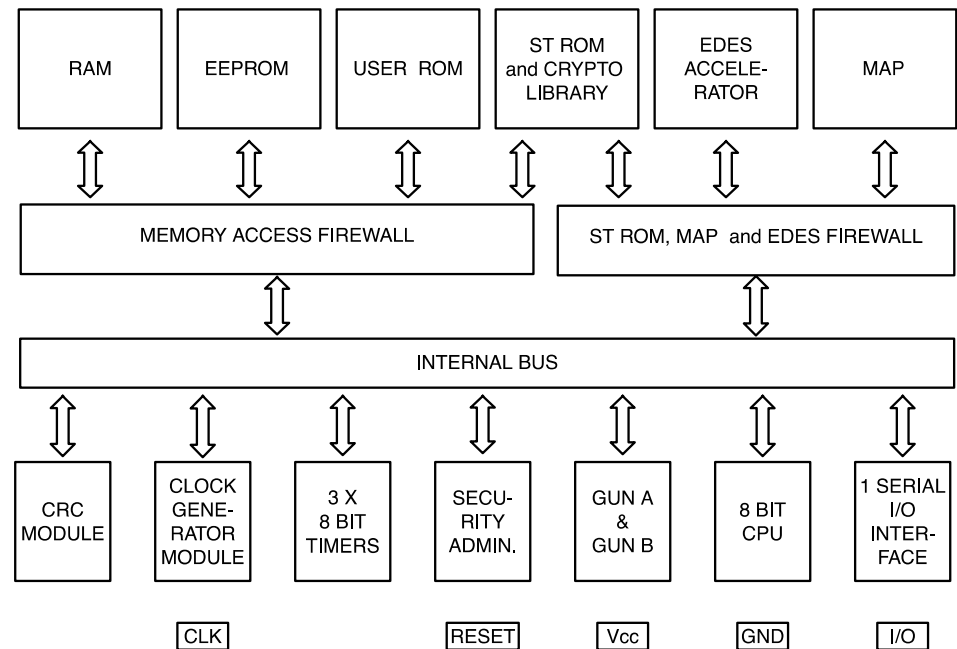 RAM
EEPROM
USER ROM
ST ROM
and CRYPTO
LIBRARY
EDES
ACCELE-
RATOR
MAP
MEMORY ACCESS FIREWALL
ST ROM, MAP and EDES FIREWALL
INTERNAL BUS
CRC
MODULE
CLOCK
GENE-
RATOR
MODULE
3 X
8 BIT
TIMERS
SECU-
RITY
ADMIN.
GUN A
&
GUN B
8 BIT
CPU
1 SERIAL
I/O
INTER-
FACE
CLK
RESET
Vcc
GND
I/O